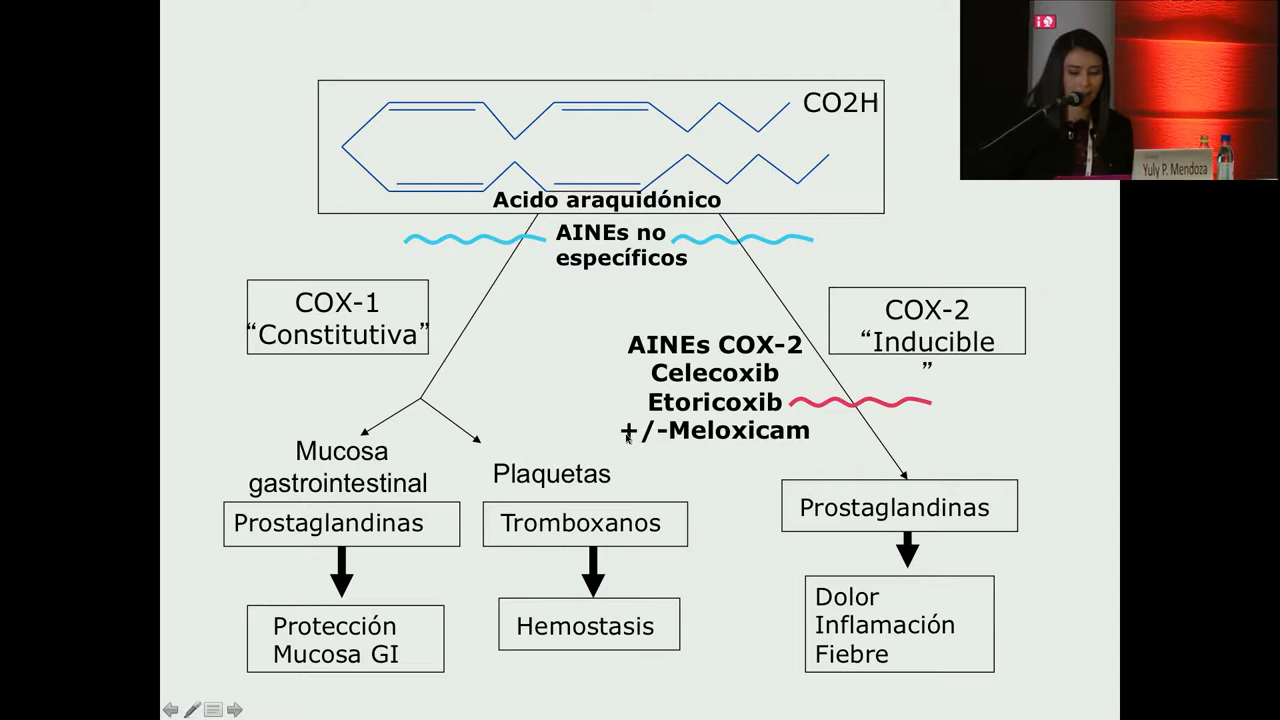 CO2H
Acido araquidónico
AINEs no
específicos
COX-1
“Constitutiva”
COX-2
“Inducible
”
AINEs COX-2
Celecoxib
Etoricoxib
+/-Meloxicam
Mucosa
gastrointestinal
Plaquetas
Prostaglandinas
Tromboxanos
Prostaglandinas
Protección
Mucosa GI
Hemostasis
Dolor
Inflamación
Fiebre
Yuly P. Mendoza